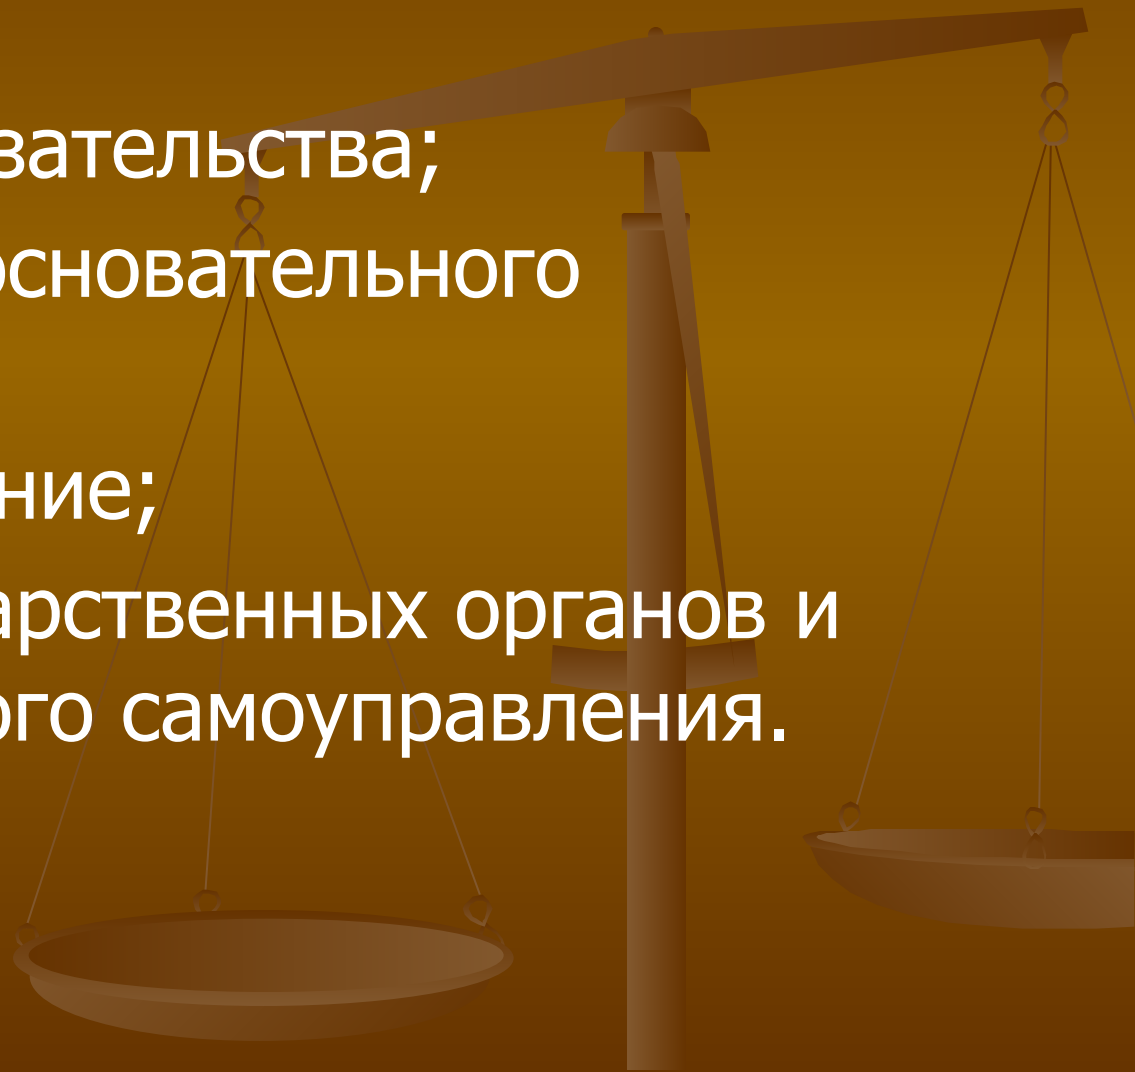 зательства;
основательного
ние;
арственных органов и
ого самоуправления.